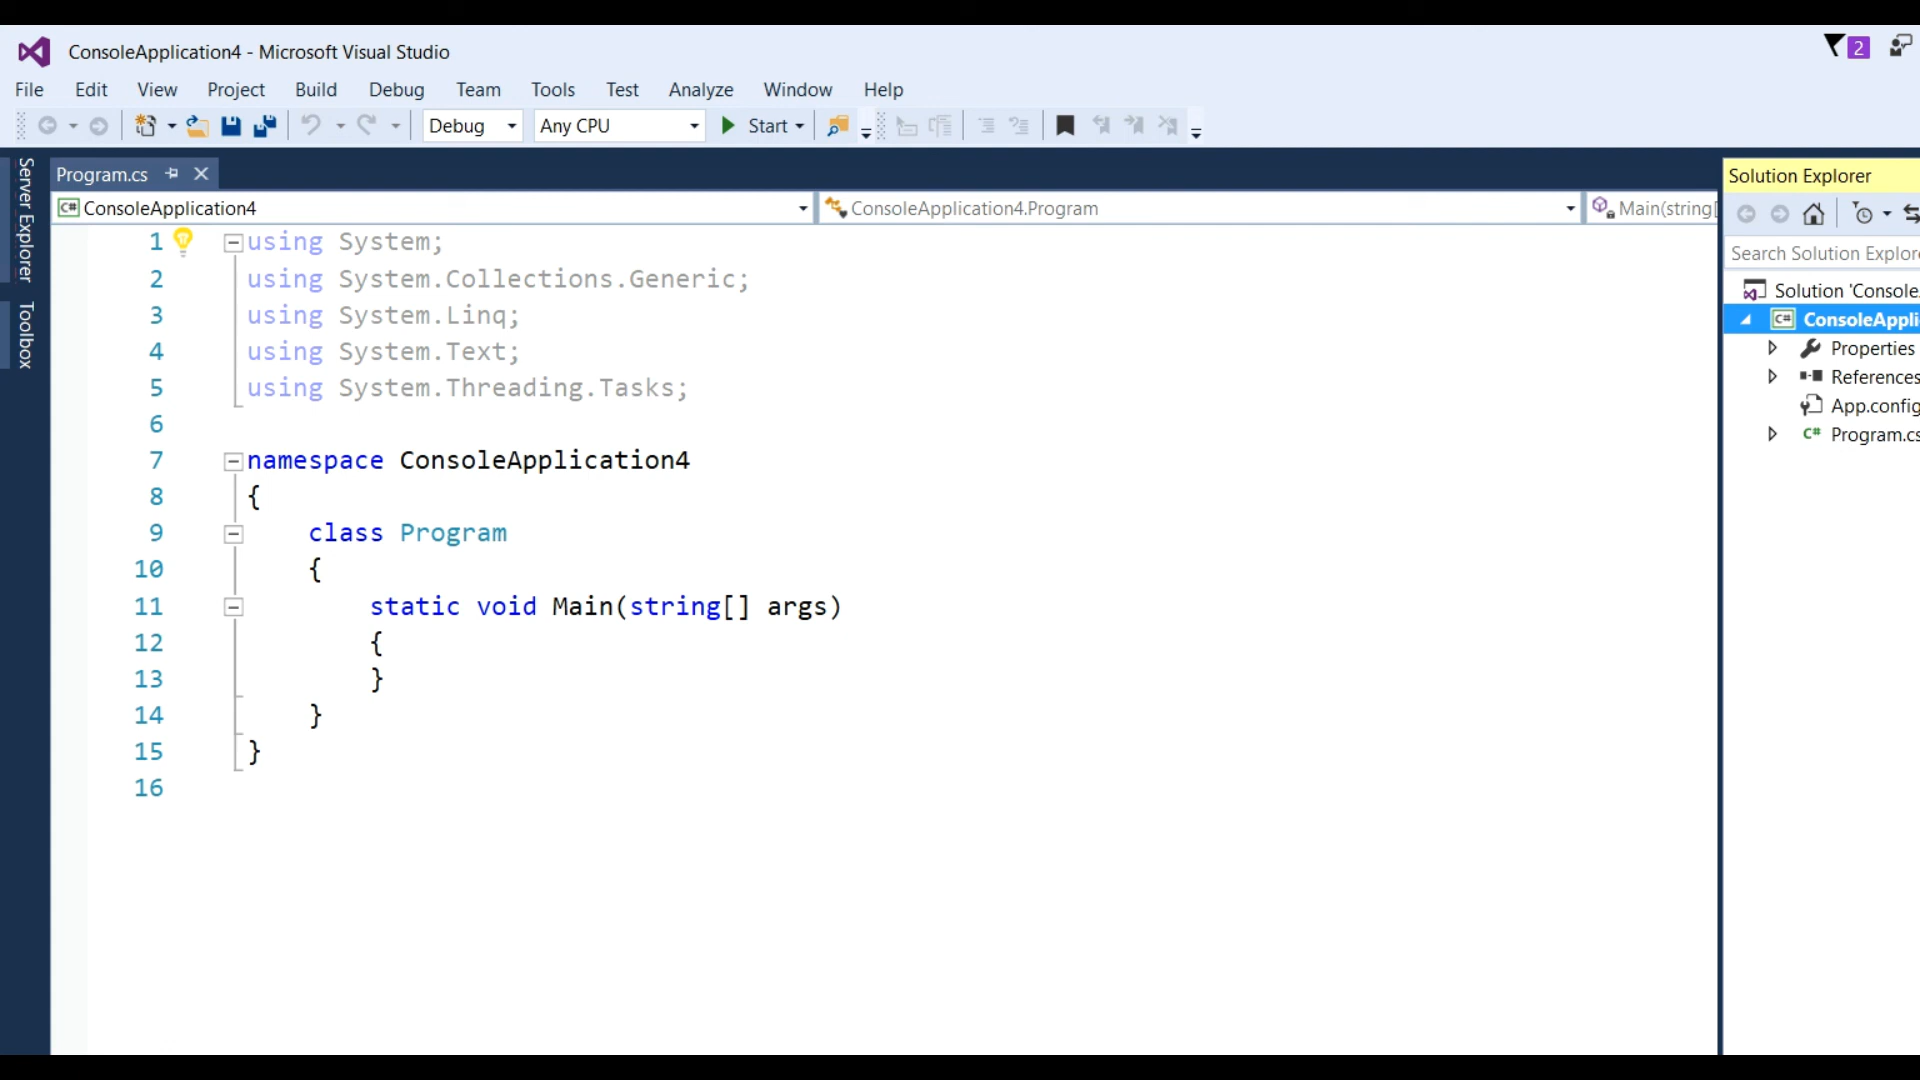 ConsoleApplication4 - Microsoft Visual Studio
2
File Edit View Project Build Debug Team Tools Test Analyze Window Help
Debug Any CPU Start
Server Explorer
Toolbox
Program.cs
C# ConsoleApplication4 ConsoleApplication4.Program Main(string[
1 using System;
2 using System.Collections.Generic;
3 using System.Linq;
4 using System.Text;
5 using System.Threading.Tasks;
6
7 namespace ConsoleApplication4
8 {
9 class Program
10 {
11 static void Main(string[] args)
12 {
13 }
14 }
15 }
16
Solution Explorer
Search Solution Explore
Solution 'Console
C# ConsoleAppli
Properties
References
App.config
C# Program.cs